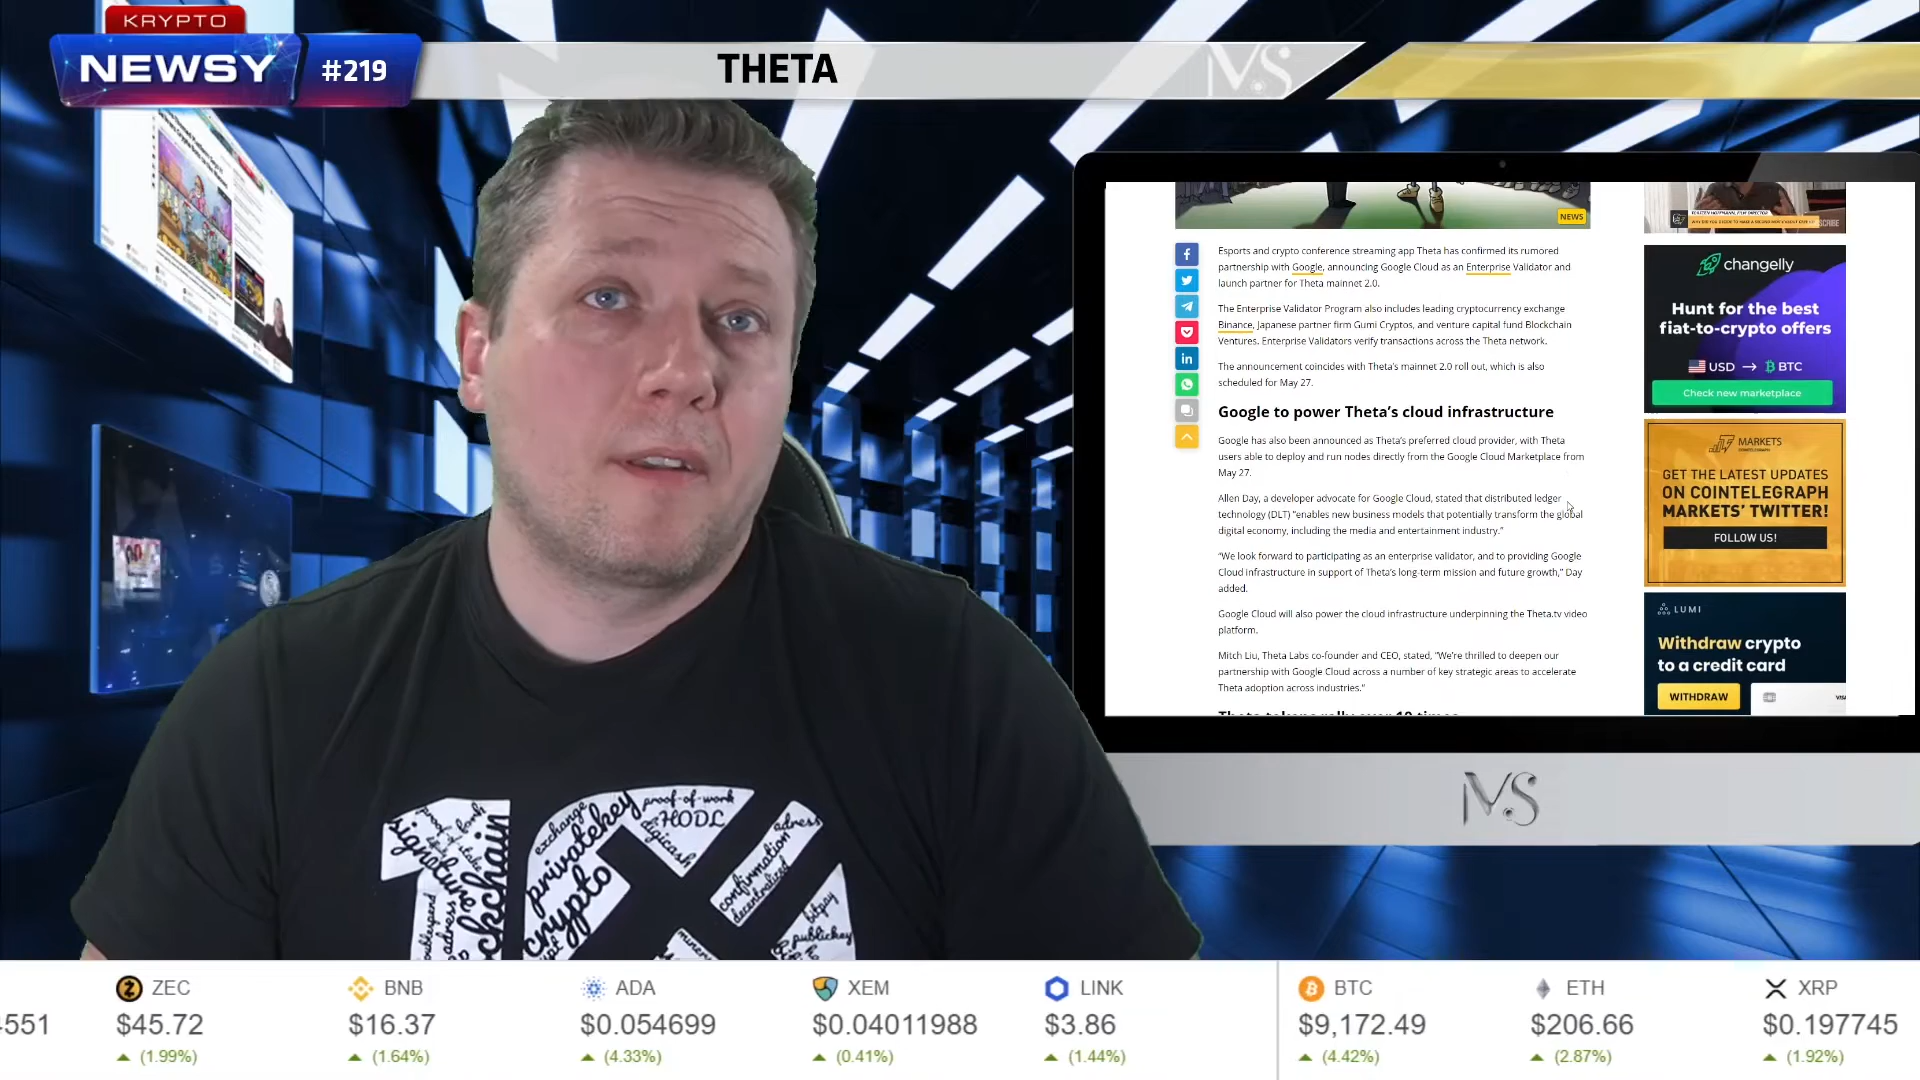 KRYPTO
NEWSY
#219
THETA
MS
NEWS
Esports and crypto conference streaming app Theta has confirmed its rumored
partnership with Google, announcing Google Cloud as an Enterprise Validator and
launch partner for Theta mainnet 2.0.
The Enterprise Validator Program also includes leading cryptocurrency exchange
Binance, Japanese partner firm Gumi Cryptos, and venture capital fund Blockchain
Ventures. Enterprise Validators verify transactions across the Theta network.
The announcement coincides with Theta's mainnet 2.0 roll out, which is also
scheduled for May 27.
Google to power Theta's cloud infrastructure
Google has also been announced as Theta's preferred cloud provider, with Theta
users able to deploy and run nodes directly from the Google Cloud Marketplace from
May 27.
Allen Day, a developer advocate for Google Cloud, stated that distributed ledger
technology (DLT) "enables new business models that potentially transform the global
digital economy, including the media and entertainment industry."
"We look forward to participating as an enterprise validator, and to providing Google
Cloud infrastructure in support of Theta's long-term mission and future growth," Day
added.
Google Cloud will also power the cloud infrastructure underpinning the Theta.tv video
platform.
Mitch Liu, Theta Labs co-founder and CEO, stated, "We're thrilled to deepen our
partnership with Google Cloud across a number of key strategic areas to accelerate
Theta adoption across industries."
changelly
Hunt for the best
fiat-to-crypto offers
USD → BTC
Check new marketplace
MARKETS
COINTELEGRAPH
GET THE LATEST UPDATES
ON COINTELEGRAPH
MARKETS' TWITTER!
FOLLOW US!
LUMI
Withdraw crypto
to a credit card
WITHDRAW
MS
proof-of-work
HODL
digicash
exchange
privatekey
crypto
signature
adress
confirmation
decentralized
bitpay
publickey
adress
4551
ZEC
$45.72
(1.99%)
BNB
$16.37
(1.64%)
ADA
$0.054699
(4.33%)
XEM
$0.04011988
(0.41%)
LINK
$3.86
(1.44%)
BTC
$9,172.49
(4.42%)
ETH
$206.66
(2.87%)
XRP
$0.197745
(1.92%)